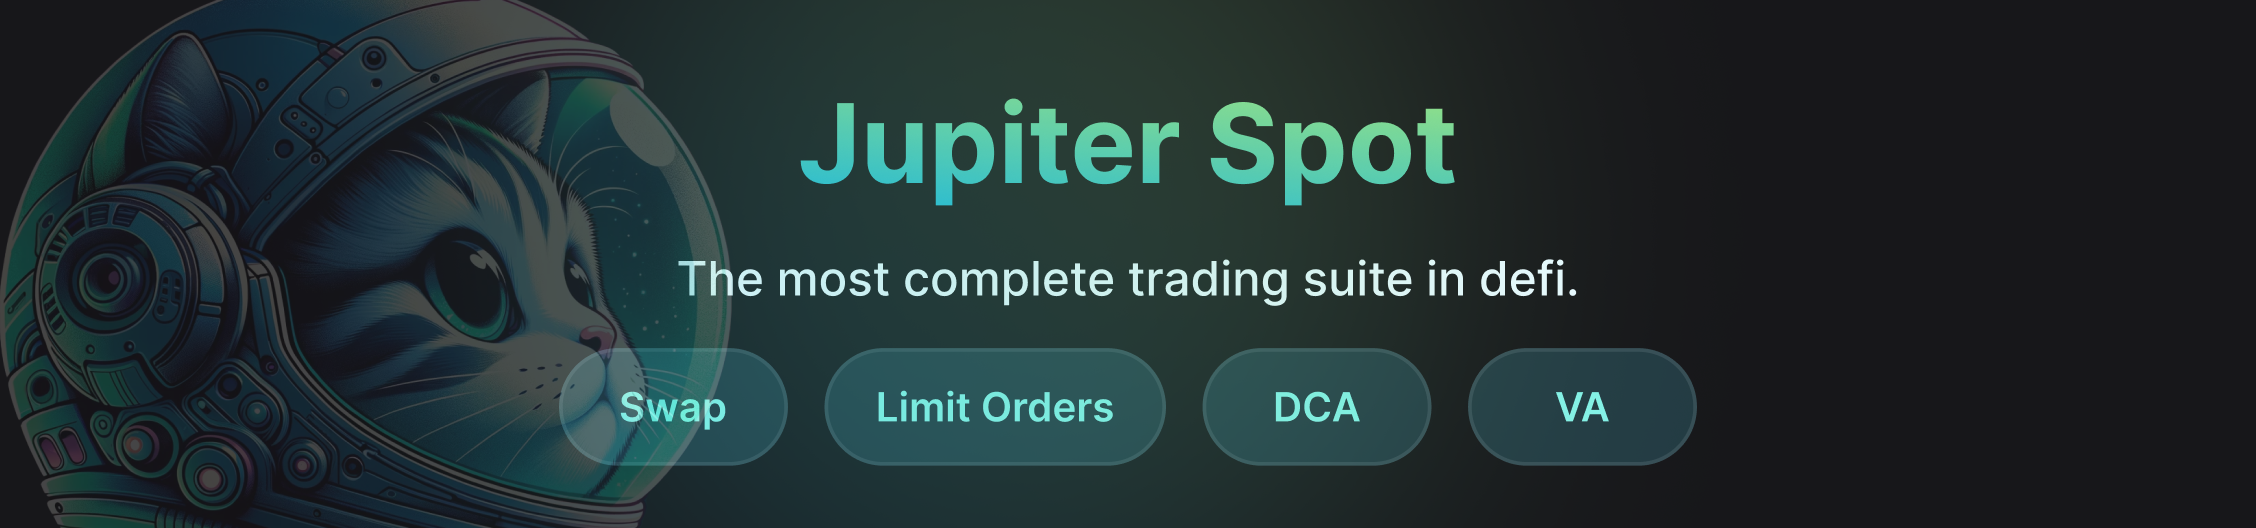 Jupiter Spot
The most complete trading suite in defi.
Swap Limit Orders DCA VA